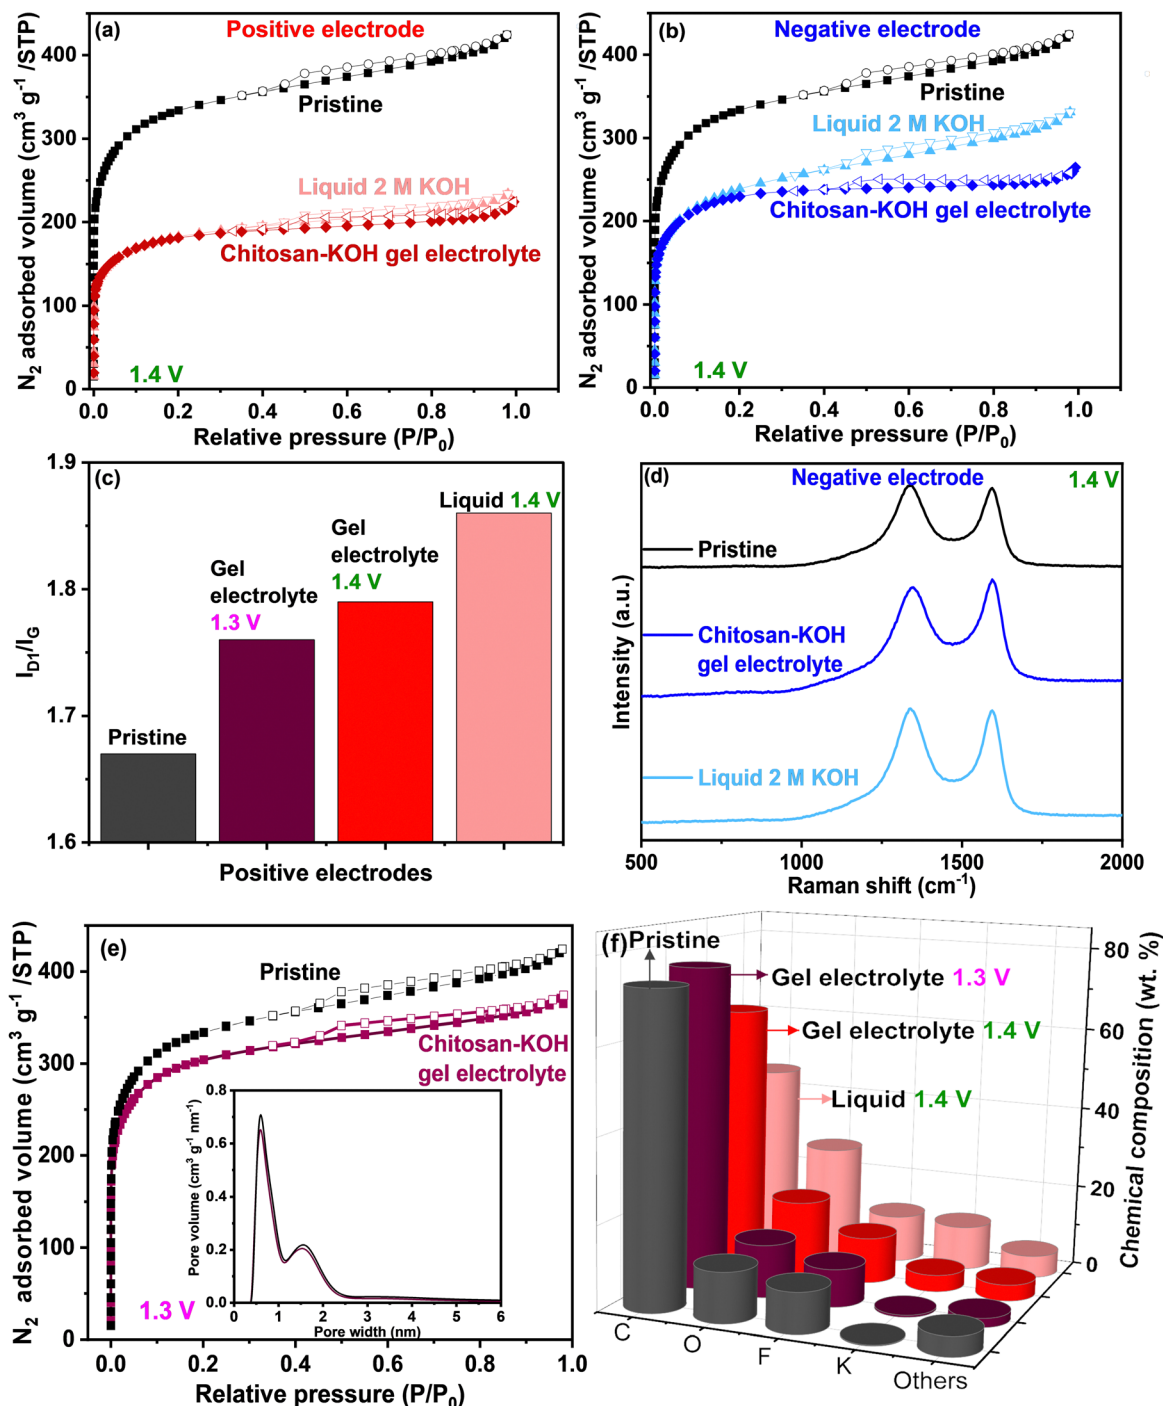 (a)
Positive electrode
N₂ adsorbed volume (cm³ g⁻¹ /STP)
400
300
200
100
0
Pristine
Liquid 2 M KOH
Chitosan-KOH gel electrolyte
1.4 V
0.0 0.2 0.4 0.6 0.8 1.0
Relative pressure (P/P₀)
(b)
Negative electrode
N₂ adsorbed volume (cm³ g⁻¹ /STP)
400
300
200
100
0
Pristine
Liquid 2 M KOH
Chitosan-KOH gel electrolyte
1.4 V
0.0 0.2 0.4 0.6 0.8 1.0
Relative pressure (P/P₀)
(c)
I_D1/I_G
1.9
1.8
1.7
1.6
Pristine
Gel
electrolyte
1.3 V
Gel
electrolyte
1.4 V
Liquid 1.4 V
Positive electrodes
(d)
Negative electrode
1.4 V
Intensity (a.u.)
Pristine
Chitosan-KOH
gel electrolyte
Liquid 2 M KOH
500 1000 1500 2000
Raman shift (cm⁻¹)
(e)
N₂ adsorbed volume (cm³ g⁻¹ /STP)
400
300
200
100
0
Pristine
Chitosan-KOH
gel electrolyte
Pore volume (cm³ g⁻¹ nm⁻¹)
0.8
0.6
0.4
0.2
0.0
0 1 2 3 4 5 6
Pore width (nm)
1.3 V
0.0 0.2 0.4 0.6 0.8 1.0
Relative pressure (P/P₀)
(f)
Pristine
Gel electrolyte 1.3 V
Gel electrolyte 1.4 V
Liquid 1.4 V
80
60
40
20
0
Chemical composition (wt. %)
C
O
F
K
Others